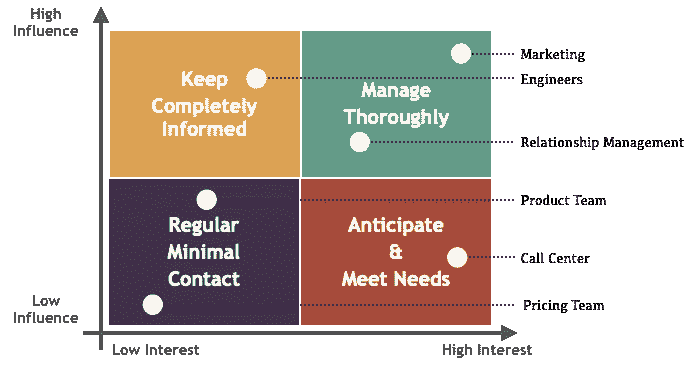 High
Influence
Keep
Completely
Informed
Manage
Thoroughly
Marketing
Engineers
Relationship Management
Regular
Minimal
Contact
Anticipate
&
Meet Needs
Product Team
Call Center
Pricing Team
Low
Influence
Low Interest
High Interest